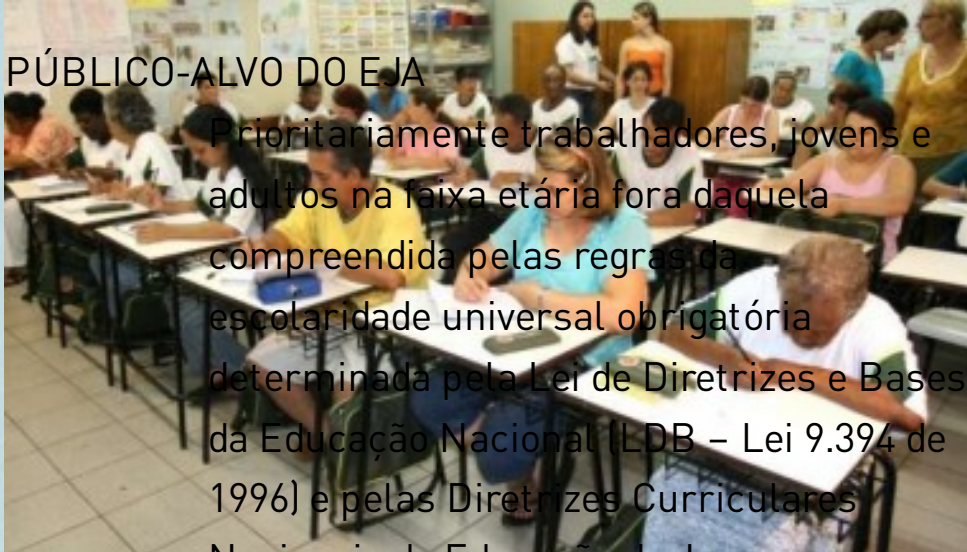 PÚBLICO-ALVO DO EJA
Prioritariamente trabalhadores, jovens e
adultos na faixa etária fora daquela
compreendida pelas regras da
escolaridade universal obrigatória
determinada pela Lei de Diretrizes e Bases
da Educação Nacional (LDB – Lei 9.394 de
1996) e pelas Diretrizes Curriculares